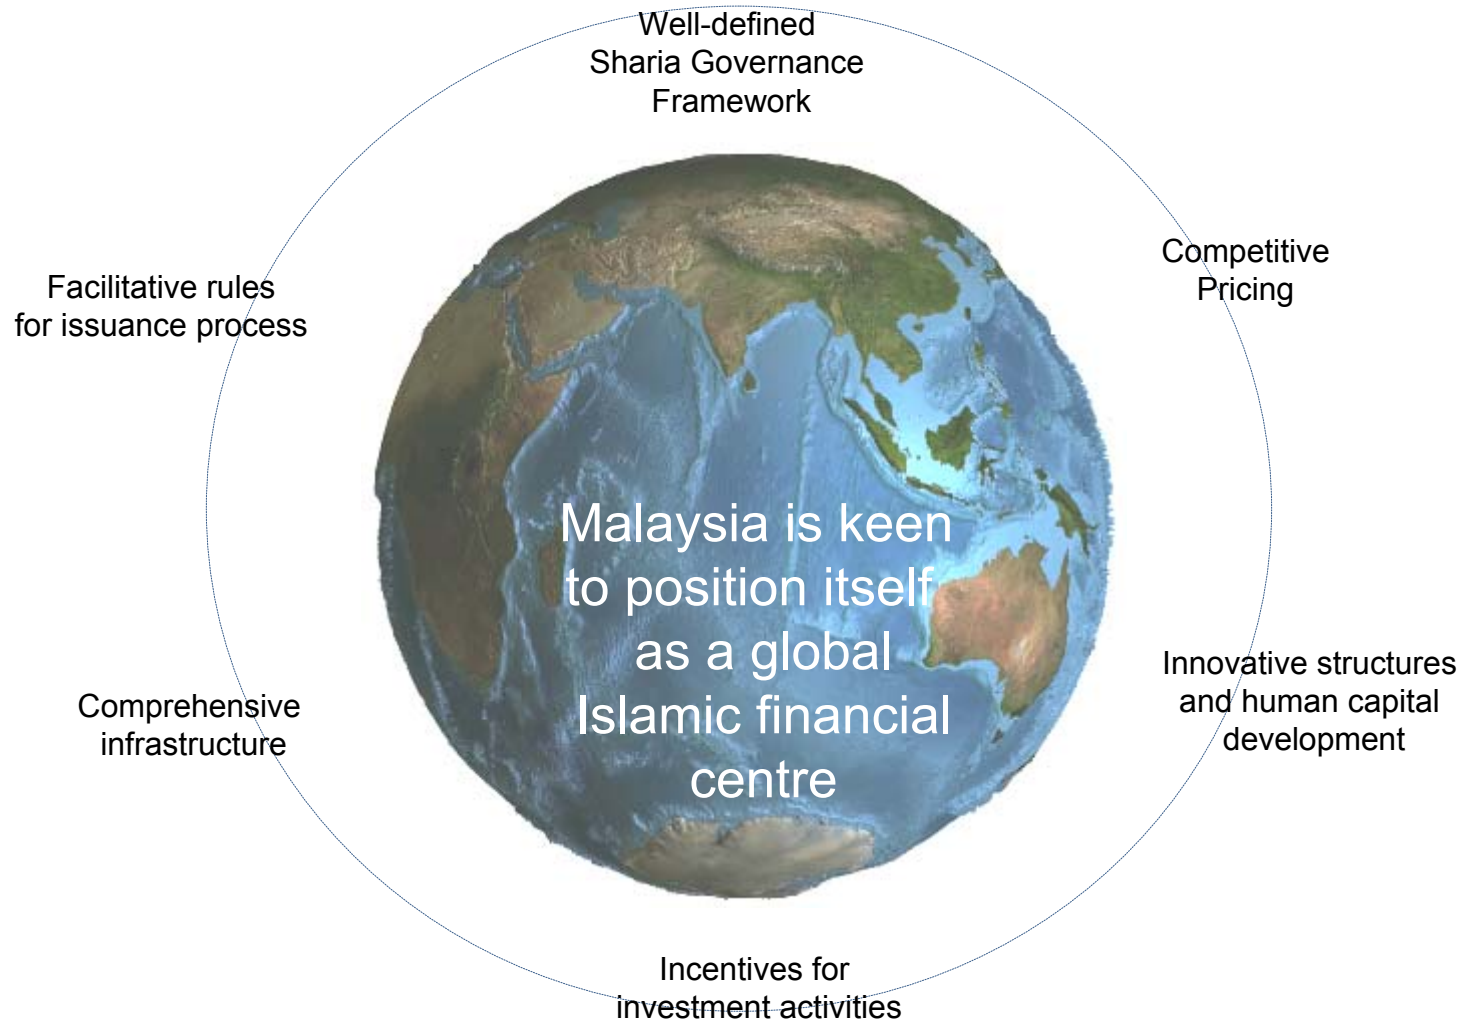 Well-defined
Sharia Governance
Framework
Competitive
Pricing
Facilitative rules
for issuance process
Malaysia is keen
to position itself
as a global
Islamic financial
centre
Innovative structures
and human capital
development
Comprehensive
infrastructure
Incentives for
investment activities